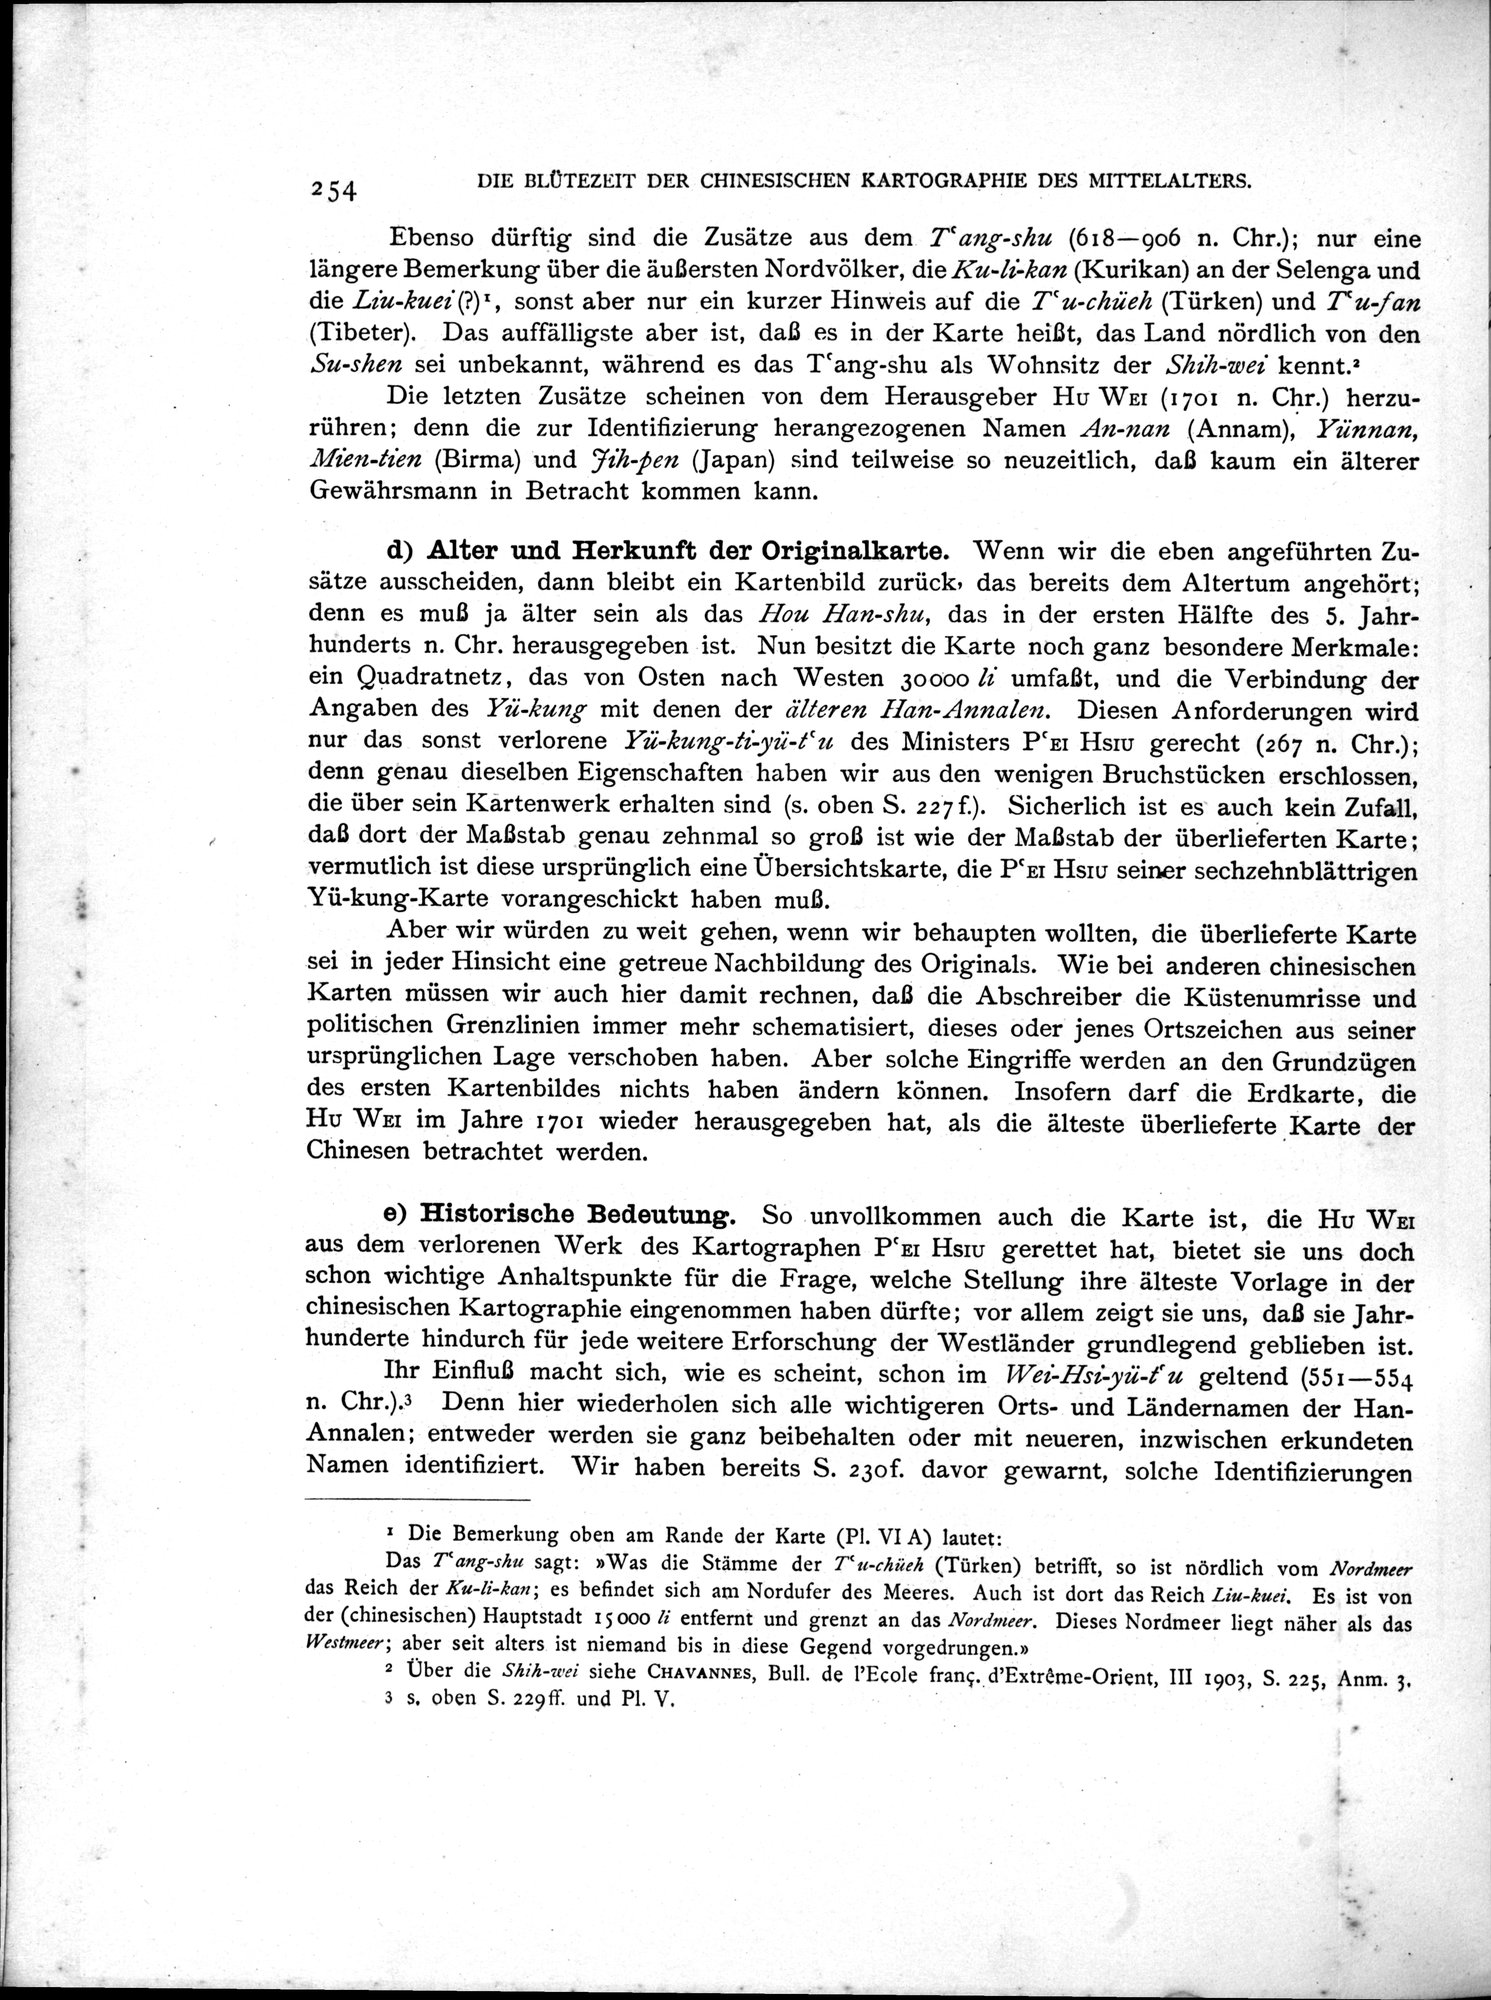 254 DIE BLÜTEZEIT DER CHINESISCHEN KARTOGRAPHIE DES MITTELALTERS.
Ebenso dürftig sind die Zusätze aus dem Tʿang-shu (618—906 n. Chr.); nur eine
längere Bemerkung über die äußersten Nordvölker, die Ku-li-kan (Kurikan) an der Selenga und
die Liu-kuei (?)¹, sonst aber nur ein kurzer Hinweis auf die Tʿu-chüeh (Türken) und Tʿu-fan
(Tibeter). Das auffälligste aber ist, daß es in der Karte heißt, das Land nördlich von den
Su-shen sei unbekannt, während es das Tʿang-shu als Wohnsitz der Shih-wei kennt.²
Die letzten Zusätze scheinen von dem Herausgeber Hu Wei (1701 n. Chr.) herzu-
rühren; denn die zur Identifizierung herangezogenen Namen An-nan (Annam), Yünnan,
Mien-tien (Birma) und Jih-pen (Japan) sind teilweise so neuzeitlich, daß kaum ein älterer
Gewährsmann in Betracht kommen kann.
d) Alter und Herkunft der Originalkarte. Wenn wir die eben angeführten Zu-
sätze ausscheiden, dann bleibt ein Kartenbild zurück, das bereits dem Altertum angehört;
denn es muß ja älter sein als das Hou Han-shu, das in der ersten Hälfte des 5. Jahr-
hunderts n. Chr. herausgegeben ist. Nun besitzt die Karte noch ganz besondere Merkmale:
ein Quadratnetz, das von Osten nach Westen 30000 li umfaßt, und die Verbindung der
Angaben des Yü-kung mit denen der älteren Han-Annalen. Diesen Anforderungen wird
nur das sonst verlorene Yü-kung-ti-yü-tʿu des Ministers Pʿei Hsiu gerecht (267 n. Chr.);
denn genau dieselben Eigenschaften haben wir aus den wenigen Bruchstücken erschlossen,
die über sein Kartenwerk erhalten sind (s. oben S. 227 f.). Sicherlich ist es auch kein Zufall,
daß dort der Maßstab genau zehnmal so groß ist wie der Maßstab der überlieferten Karte;
vermutlich ist diese ursprünglich eine Übersichtskarte, die Pʿei Hsiu seiner sechzehnblättrigen
Yü-kung-Karte vorangeschickt haben muß.
Aber wir würden zu weit gehen, wenn wir behaupten wollten, die überlieferte Karte
sei in jeder Hinsicht eine getreue Nachbildung des Originals. Wie bei anderen chinesischen
Karten müssen wir auch hier damit rechnen, daß die Abschreiber die Küstenumrisse und
politischen Grenzlinien immer mehr schematisiert, dieses oder jenes Ortszeichen aus seiner
ursprünglichen Lage verschoben haben. Aber solche Eingriffe werden an den Grundzügen
des ersten Kartenbildes nichts haben ändern können. Insofern darf die Erdkarte, die
Hu Wei im Jahre 1701 wieder herausgegeben hat, als die älteste überlieferte Karte der
Chinesen betrachtet werden.
e) Historische Bedeutung. So unvollkommen auch die Karte ist, die Hu Wei
aus dem verlorenen Werk des Kartographen Pʿei Hsiu gerettet hat, bietet sie uns doch
schon wichtige Anhaltspunkte für die Frage, welche Stellung ihre älteste Vorlage in der
chinesischen Kartographie eingenommen haben dürfte; vor allem zeigt sie uns, daß sie Jahr-
hunderte hindurch für jede weitere Erforschung der Westländer grundlegend geblieben ist.
Ihr Einfluß macht sich, wie es scheint, schon im Wei-Hsi-yü-tʿu geltend (551—554
n. Chr.).³ Denn hier wiederholen sich alle wichtigeren Orts- und Ländernamen der Han-
Annalen; entweder werden sie ganz beibehalten oder mit neueren, inzwischen erkundeten
Namen identifiziert. Wir haben bereits S. 230f. davor gewarnt, solche Identifizierungen
¹ Die Bemerkung oben am Rande der Karte (Pl. VI A) lautet:
Das Tʿang-shu sagt: »Was die Stämme der Tʿu-chüeh (Türken) betrifft, so ist nördlich vom Nordmeer
das Reich der Ku-li-kan; es befindet sich am Nordufer des Meeres. Auch ist dort das Reich Liu-kuei. Es ist von
der (chinesischen) Hauptstadt 15000 li entfernt und grenzt an das Nordmeer. Dieses Nordmeer liegt näher als das
Westmeer; aber seit alters ist niemand bis in diese Gegend vorgedrungen.»
² Über die Shih-wei siehe Chavannes, Bull. de l'Ecole franç. d'Extrême-Orient, III 1903, S. 225, Anm. 3.
³ s. oben S. 229ff. und Pl. V.